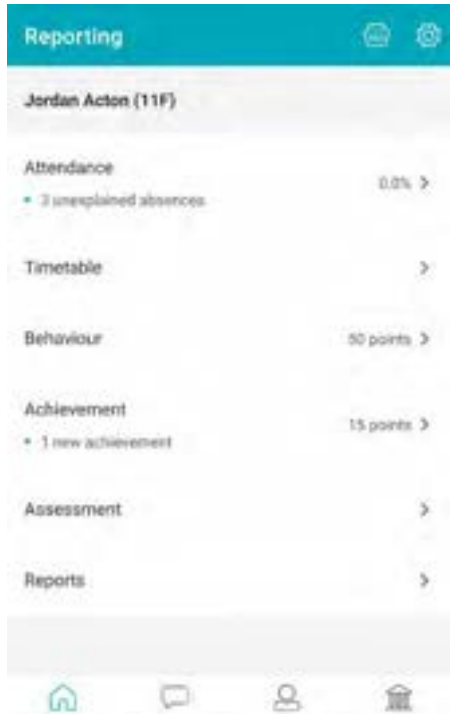 Reporting
Jordan Acton (11F)
Attendance
0.0%
3 unexplained absences
Timetable
Behaviour
50 points
Achievement
15 points
1 new achievement
Assessment
Reports